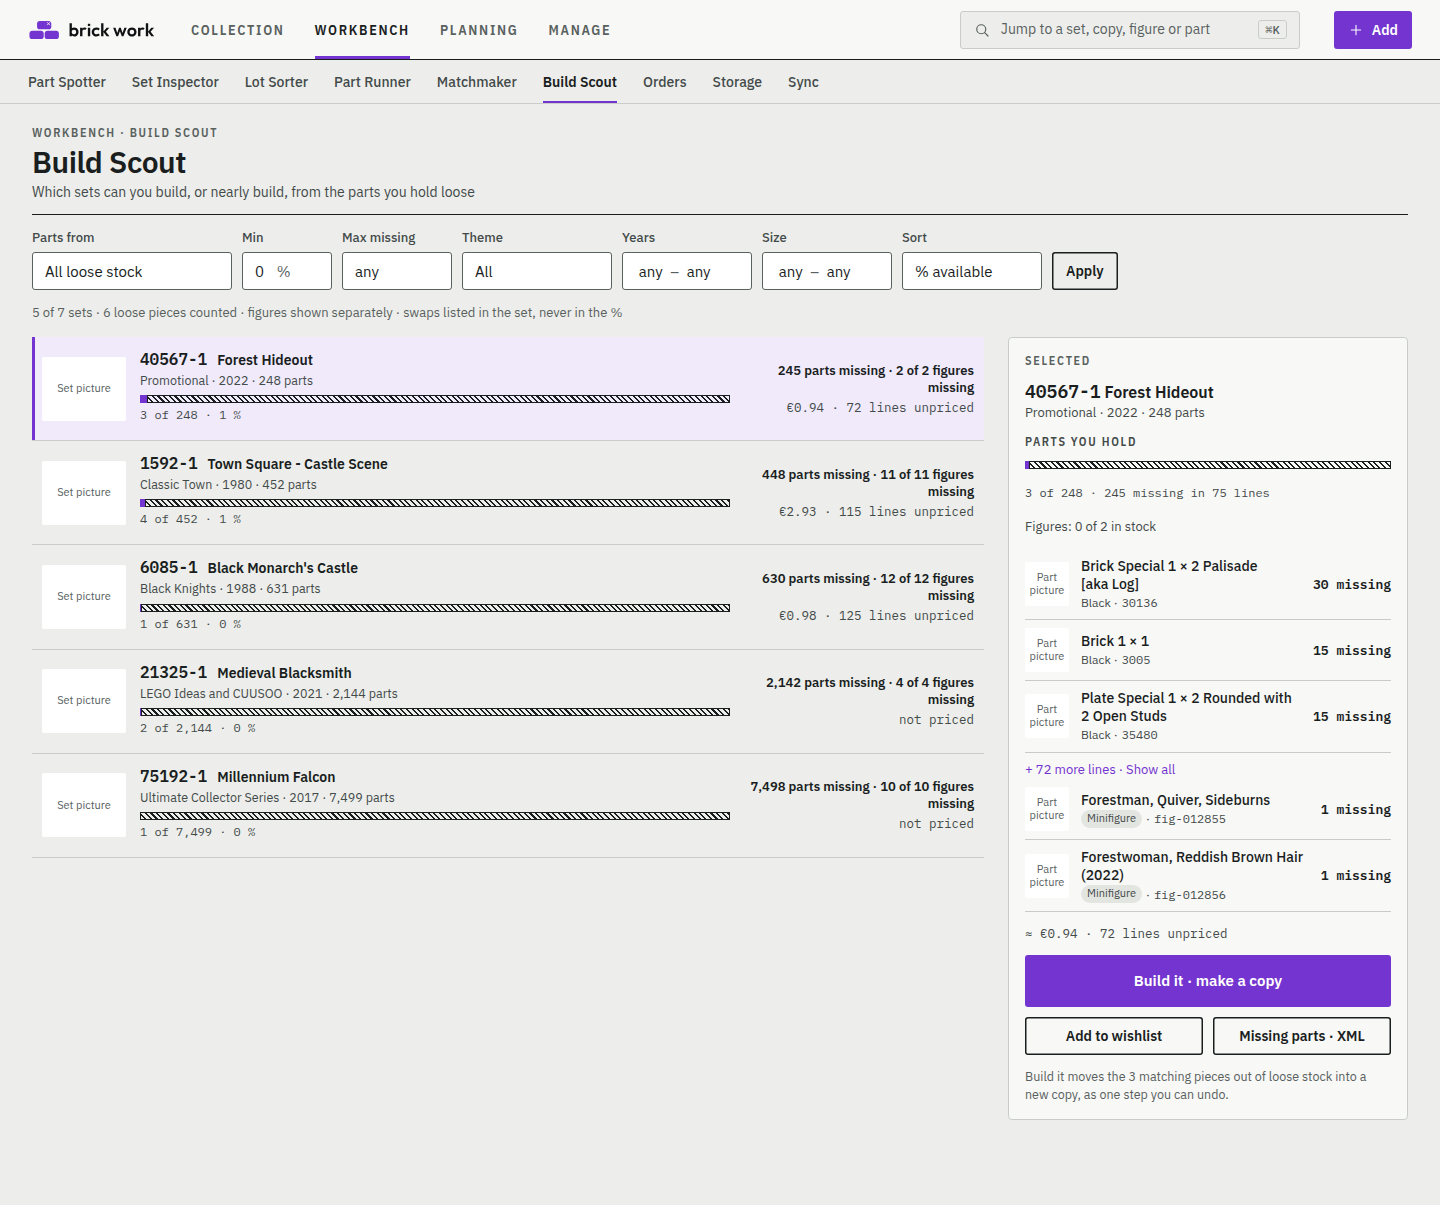 brick work
COLLECTION
WORKBENCH
PLANNING
MANAGE
Jump to a set, copy, figure or part
⌘K
+ Add
Part Spotter
Set Inspector
Lot Sorter
Part Runner
Matchmaker
Build Scout
Orders
Storage
Sync
WORKBENCH · BUILD SCOUT
Build Scout
Which sets can you build, or nearly build, from the parts you hold loose
Parts from
Min
Max missing
Theme
Years
Size
Sort
All loose stock
0 %
any
All
any – any
any – any
% available
Apply
5 of 7 sets · 6 loose pieces counted · figures shown separately · swaps listed in the set, never in the %
Set picture
40567-1 Forest Hideout
Promotional · 2022 · 248 parts
3 of 248 · 1 %
245 parts missing · 2 of 2 figures
missing
€0.94 · 72 lines unpriced
Set picture
1592-1 Town Square - Castle Scene
Classic Town · 1980 · 452 parts
4 of 452 · 1 %
448 parts missing · 11 of 11 figures
missing
€2.93 · 115 lines unpriced
Set picture
6085-1 Black Monarch's Castle
Black Knights · 1988 · 631 parts
1 of 631 · 0 %
630 parts missing · 12 of 12 figures
missing
€0.98 · 125 lines unpriced
Set picture
21325-1 Medieval Blacksmith
LEGO Ideas and CUUSOO · 2021 · 2,144 parts
2 of 2,144 · 0 %
2,142 parts missing · 4 of 4 figures
missing
not priced
Set picture
75192-1 Millennium Falcon
Ultimate Collector Series · 2017 · 7,499 parts
1 of 7,499 · 0 %
7,498 parts missing · 10 of 10 figures
missing
not priced
SELECTED
40567-1 Forest Hideout
Promotional · 2022 · 248 parts
PARTS YOU HOLD
3 of 248 · 245 missing in 75 lines
Figures: 0 of 2 in stock
Part
picture
Brick Special 1 × 2 Palisade
[aka Log]
Black · 30136
30 missing
Part
picture
Brick 1 × 1
Black · 3005
15 missing
Part
picture
Plate Special 1 × 2 Rounded with
2 Open Studs
Black · 35480
15 missing
+ 72 more lines · Show all
Part
picture
Forestman, Quiver, Sideburns
Minifigure · fig-012855
1 missing
Part
picture
Forestwoman, Reddish Brown Hair
(2022)
Minifigure · fig-012856
1 missing
≈ €0.94 · 72 lines unpriced
Build it · make a copy
Add to wishlist
Missing parts · XML
Build it moves the 3 matching pieces out of loose stock into a
new copy, as one step you can undo.